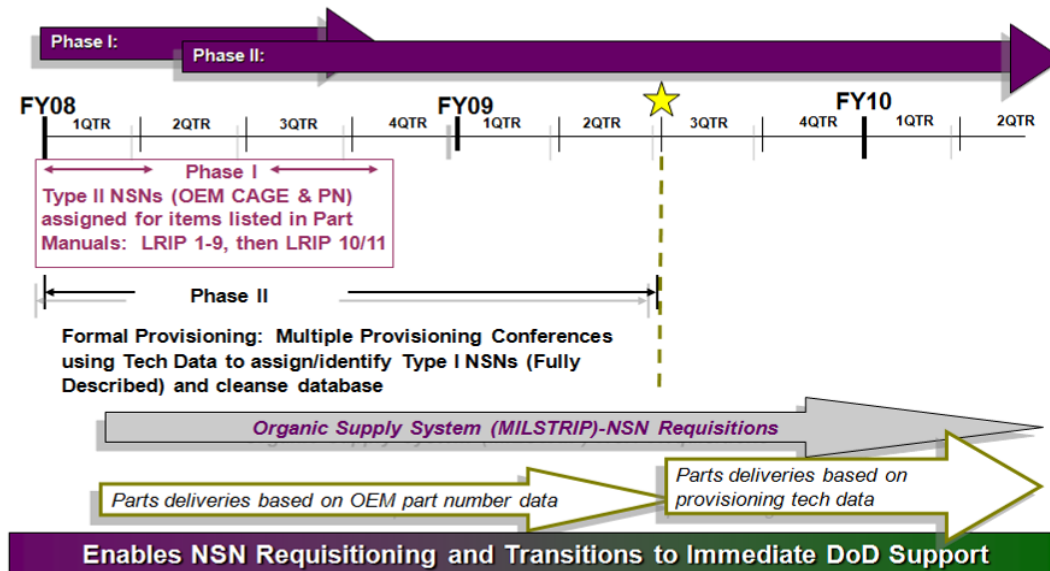 Phase I:
Phase II:
FY08
FY09
FY10
1QTR 2QTR 3QTR 4QTR 1QTR 2QTR 3QTR 4QTR 1QTR 2QTR
Phase I
Type II NSNs (OEM CAGE & PN)
assigned for items listed in Part
Manuals: LRIP 1-9, then LRIP 10/11
Phase II
Formal Provisioning: Multiple Provisioning Conferences
using Tech Data to assign/identify Type I NSNs (Fully
Described) and cleanse database
Organic Supply System (MILSTRIP)-NSN Requisitions
Parts deliveries based on OEM part number data
Parts deliveries based on
provisioning tech data
Enables NSN Requisitioning and Transitions to Immediate DoD Support